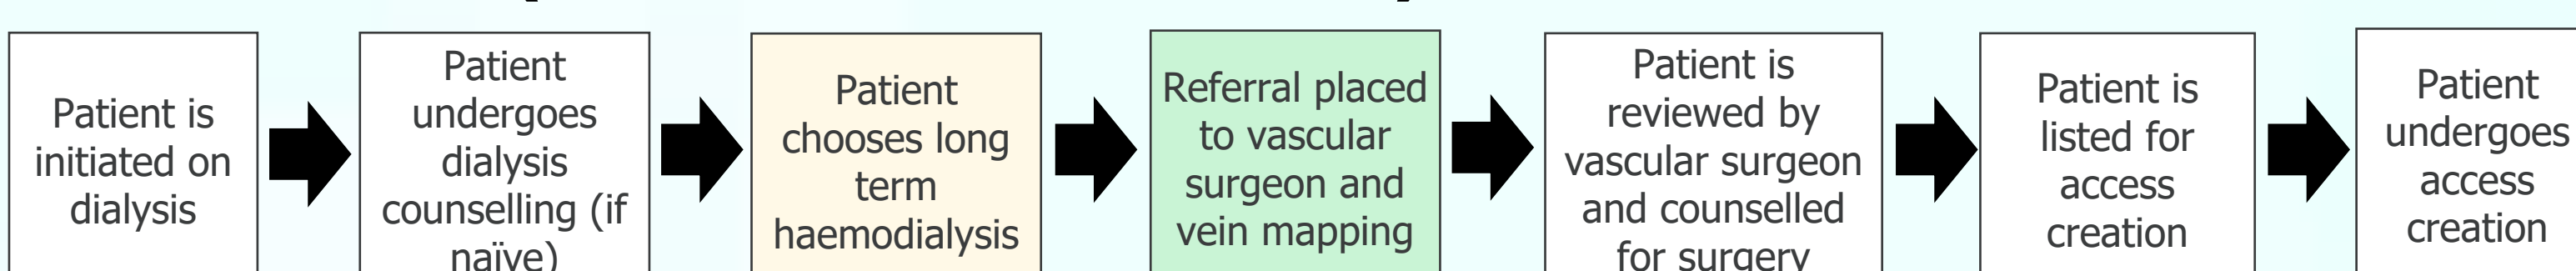 Patient is
initiated on
dialysis
Patient
undergoes
dialysis
counselling (if
naïve)
Patient
chooses long
term
haemodialysis
Referral placed
to vascular
surgeon and
vein mapping
Patient is
reviewed by
vascular surgeon
and counselled
for surgery
Patient is
listed for
access
creation
Patient
undergoes
access
creation